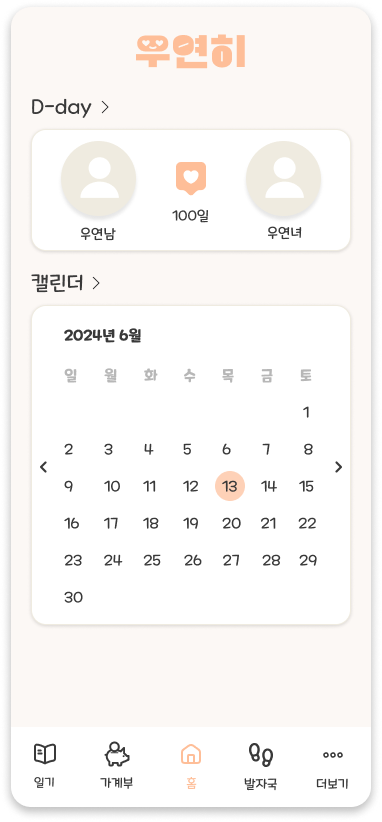 우연히
D-day >
100일
우연남 우연녀
캘린더 >
2024년 6월
일 월 화 수 목 금 토
1
2 3 4 5 6 7 8
9 10 11 12 13 14 15
16 17 18 19 20 21 22
23 24 25 26 27 28 29
30
일기 가계부 홈 발자국 더보기